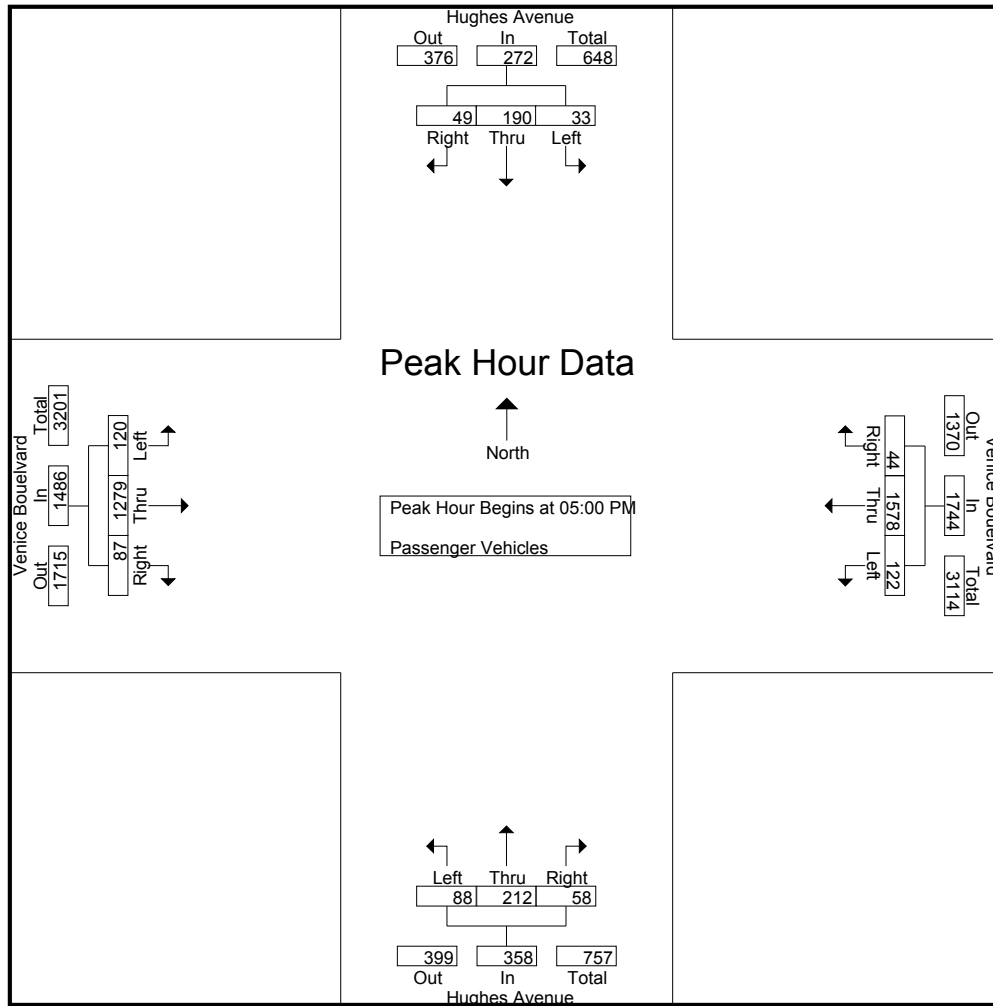 Hughes Avenue
Out In Total
376 272 648
49 190 33
Right Thru Left
Peak Hour Data
North
Peak Hour Begins at 05:00 PM
Passenger Vehicles
Venice Bouelvard
Total In Out
3201 1486 1715
120 1279 87
Left Thru Right
Right Thru Left
44 1578 122
Out In Total
1370 1744 3114
Venice Bouelvard
Left Thru Right
88 212 58
399 358 757
Out In Total
Hughes Avenue